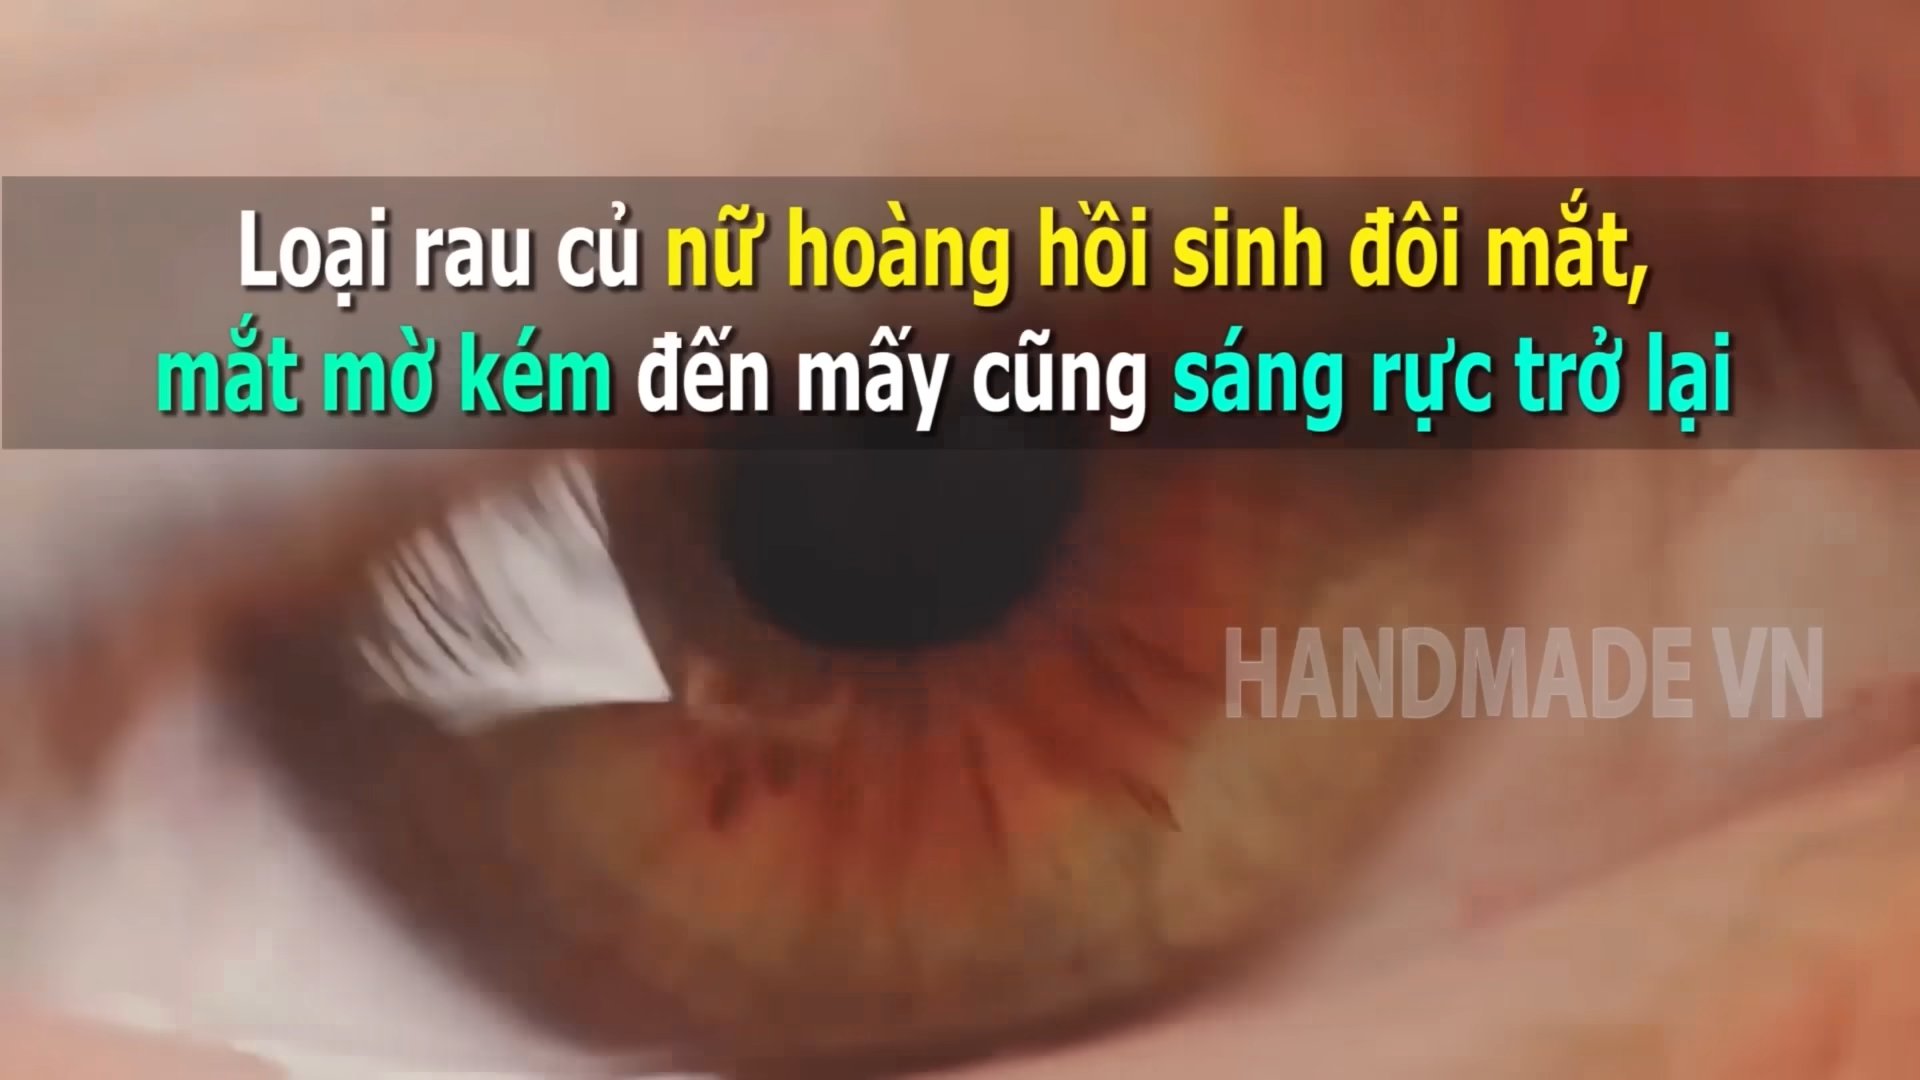 Loại rau củ nữ hoàng hồi sinh đôi mắt,
mắt mờ kém đến mấy cũng sáng rực trở lại
HANDMADE VN